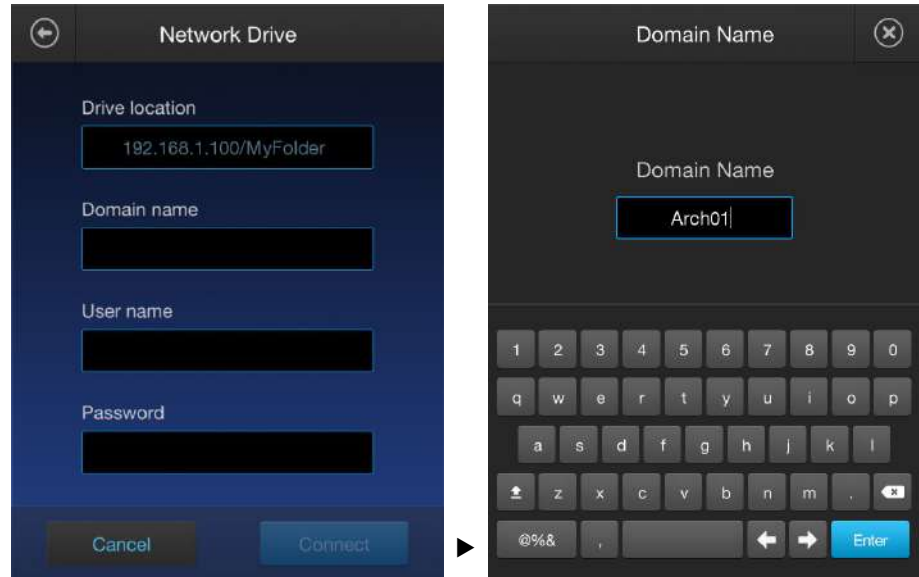 Network Drive
Drive location
192.168.1.100/MyFolder
Domain name
User name
Password
Cancel
Connect
Domain Name
Domain Name
Arch01
1 2 3 4 5 6 7 8 9 0
q w e r t y u i o p
a s d f g h j k l
z x c v b n m .
@%& , Enter